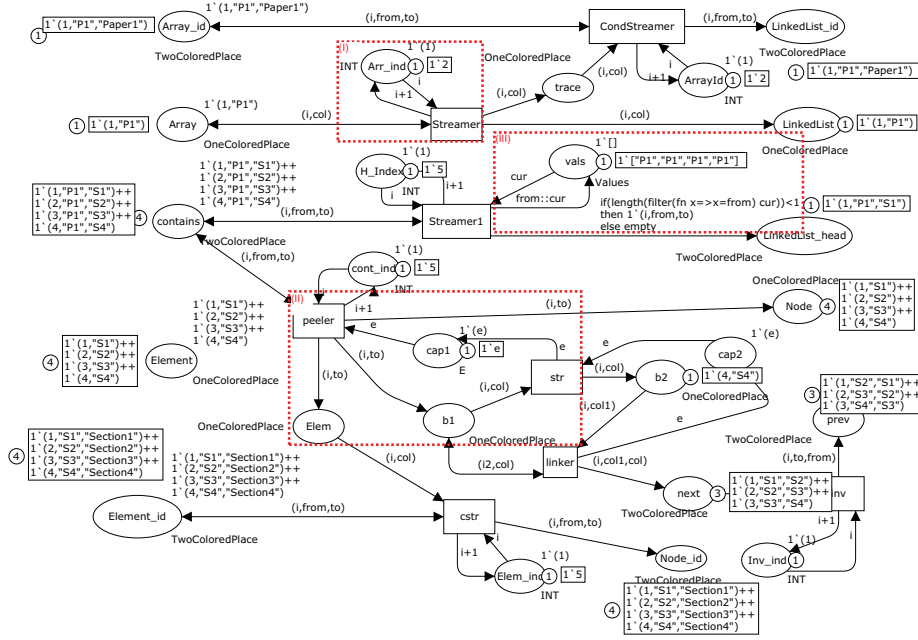 1`(1,"P1","Paper1")
1 1`(1,"P1","Paper1")
Array_id
TwoColoredPlace
(i,from,to)
CondStreamer
(i,from,to)
LinkedList_id
TwoColoredPlace
1 1`(1,"P1","Paper1")
(I)
1`(1)
INT
Arr_ind
1 1`2
i
i+1
OneColoredPlace
trace
(i,col)
(i,col)
i
i+1
1`(1)
ArrayId
1 1`2
INT
1`(1,"P1")
1 1`(1,"P1")
Array
OneColoredPlace
(i,col)
Streamer
(i,col)
LinkedList
1 1`(1,"P1")
OneColoredPlace
(III)
1`[]
vals
1 1`["P1","P1","P1","P1"]
Values
cur
from::cur
if(length(filter(fn x=>x=from) cur))<1
then 1`(i,from,to)
else empty
1 1`(1,"P1","S1")
LinkedList_head
TwoColoredPlace
1`(1)
H_Index
1 1`5
INT
i
i+1
Streamer1
1`(1,"P1","S1")++
1`(2,"P1","S2")++
1`(3,"P1","S3")++
1`(4,"P1","S4")
1`(1,"P1","S1")++
1`(2,"P1","S2")++
1`(3,"P1","S3")++
1`(4,"P1","S4")
4
contains
TwoColoredPlace
(i,from,to)
(i,from,to)
1`(1)
cont_ind
1 1`5
INT
i
i+1
(II)
peeler
(i,to)
OneColoredPlace
Node
4
1`(1,"S1")++
1`(2,"S2")++
1`(3,"S3")++
1`(4,"S4")
1`(1,"S1")++
1`(2,"S2")++
1`(3,"S3")++
1`(4,"S4")
4
1`(1,"S1")++
1`(2,"S2")++
1`(3,"S3")++
1`(4,"S4")
Element
OneColoredPlace
e
1`(e)
cap1
1 1`e
E
e
str
(i,to)
(i,to)
(i,col)
e
1`(e)
cap2
(i,col)
b2
1 1`(4,"S4")
OneColoredPlace
(i,col1)
e
b1
OneColoredPlace
OneColoredPlace
Elem
(i2,col)
linker
(i,col1,col)
next
3
1`(1,"S1","S2")++
1`(2,"S2","S3")++
1`(3,"S3","S4")
TwoColoredPlace
3
1`(1,"S2","S1")++
1`(2,"S3","S2")++
1`(3,"S4","S3")
prev
TwoColoredPlace
(i,to,from)
inv
i+1
i
1`(1)
Inv_ind
1
INT
4
1`(1,"S1","Section1")++
1`(2,"S2","Section2")++
1`(3,"S3","Section3")++
1`(4,"S4","Section4")
1`(1,"S1","Section1")++
1`(2,"S2","Section2")++
1`(3,"S3","Section3")++
1`(4,"S4","Section4")
(i,col)
Element_id
TwoColorPlace
(i,from,to)
cstr
(i,from,to)
Node_id
TwoColoredPlace
i
i+1
1`(1)
Elem_ind
1 1`5
INT
4
1`(1,"S1","Section1")++
1`(2,"S2","Section2")++
1`(3,"S3","Section3")++
1`(4,"S4","Section4")